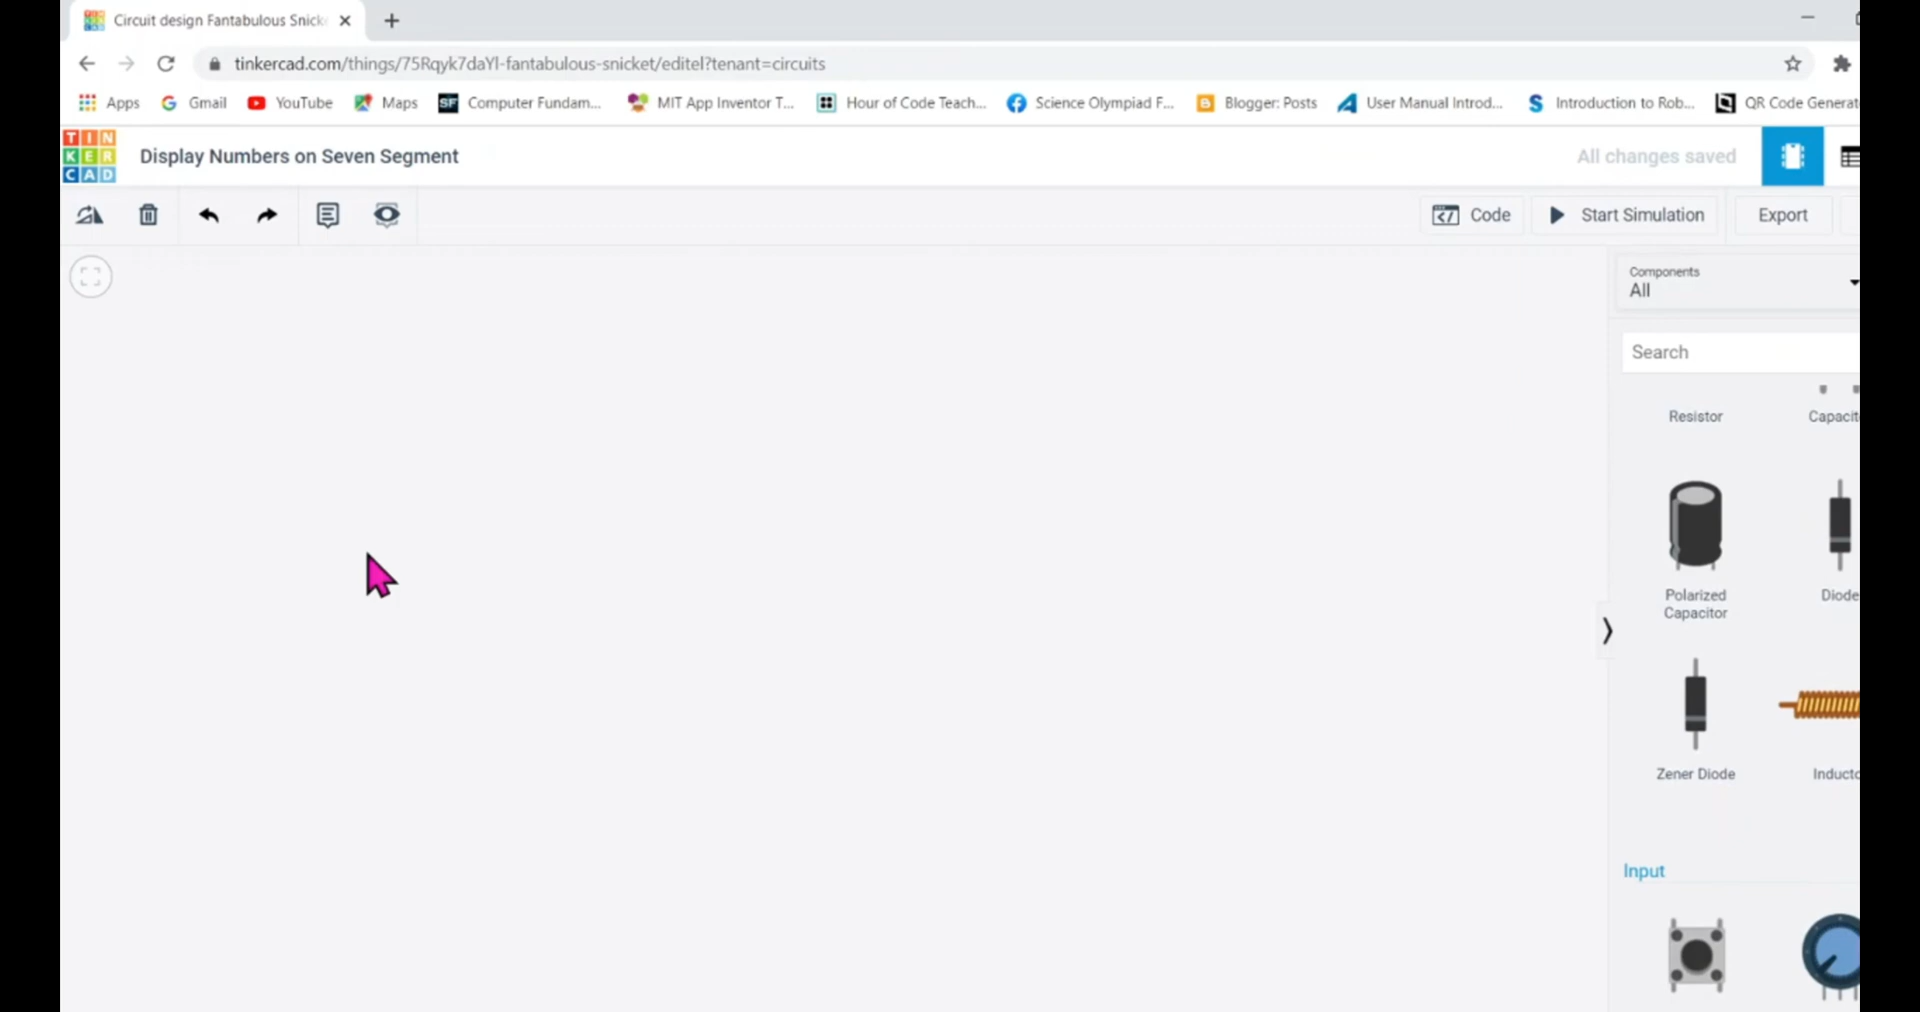 Circuit design Fantabulous Snick
tinkercad.com/things/75Rqyk7daYl-fantabulous-snicket/editel?tenant=circuits
Apps Gmail YouTube Maps SF Computer Fundam... MIT App Inventor T... Hour of Code Teach... Science Olympiad F... Blogger: Posts User Manual Introd... Introduction to Rob... QR Code Generat
TIN
KER
CAD
Display Numbers on Seven Segment
All changes saved
Code
Start Simulation
Export
Components
All
Search
Resistor
Capacit
Polarized
Capacitor
Diode
Zener Diode
Inducto
Input